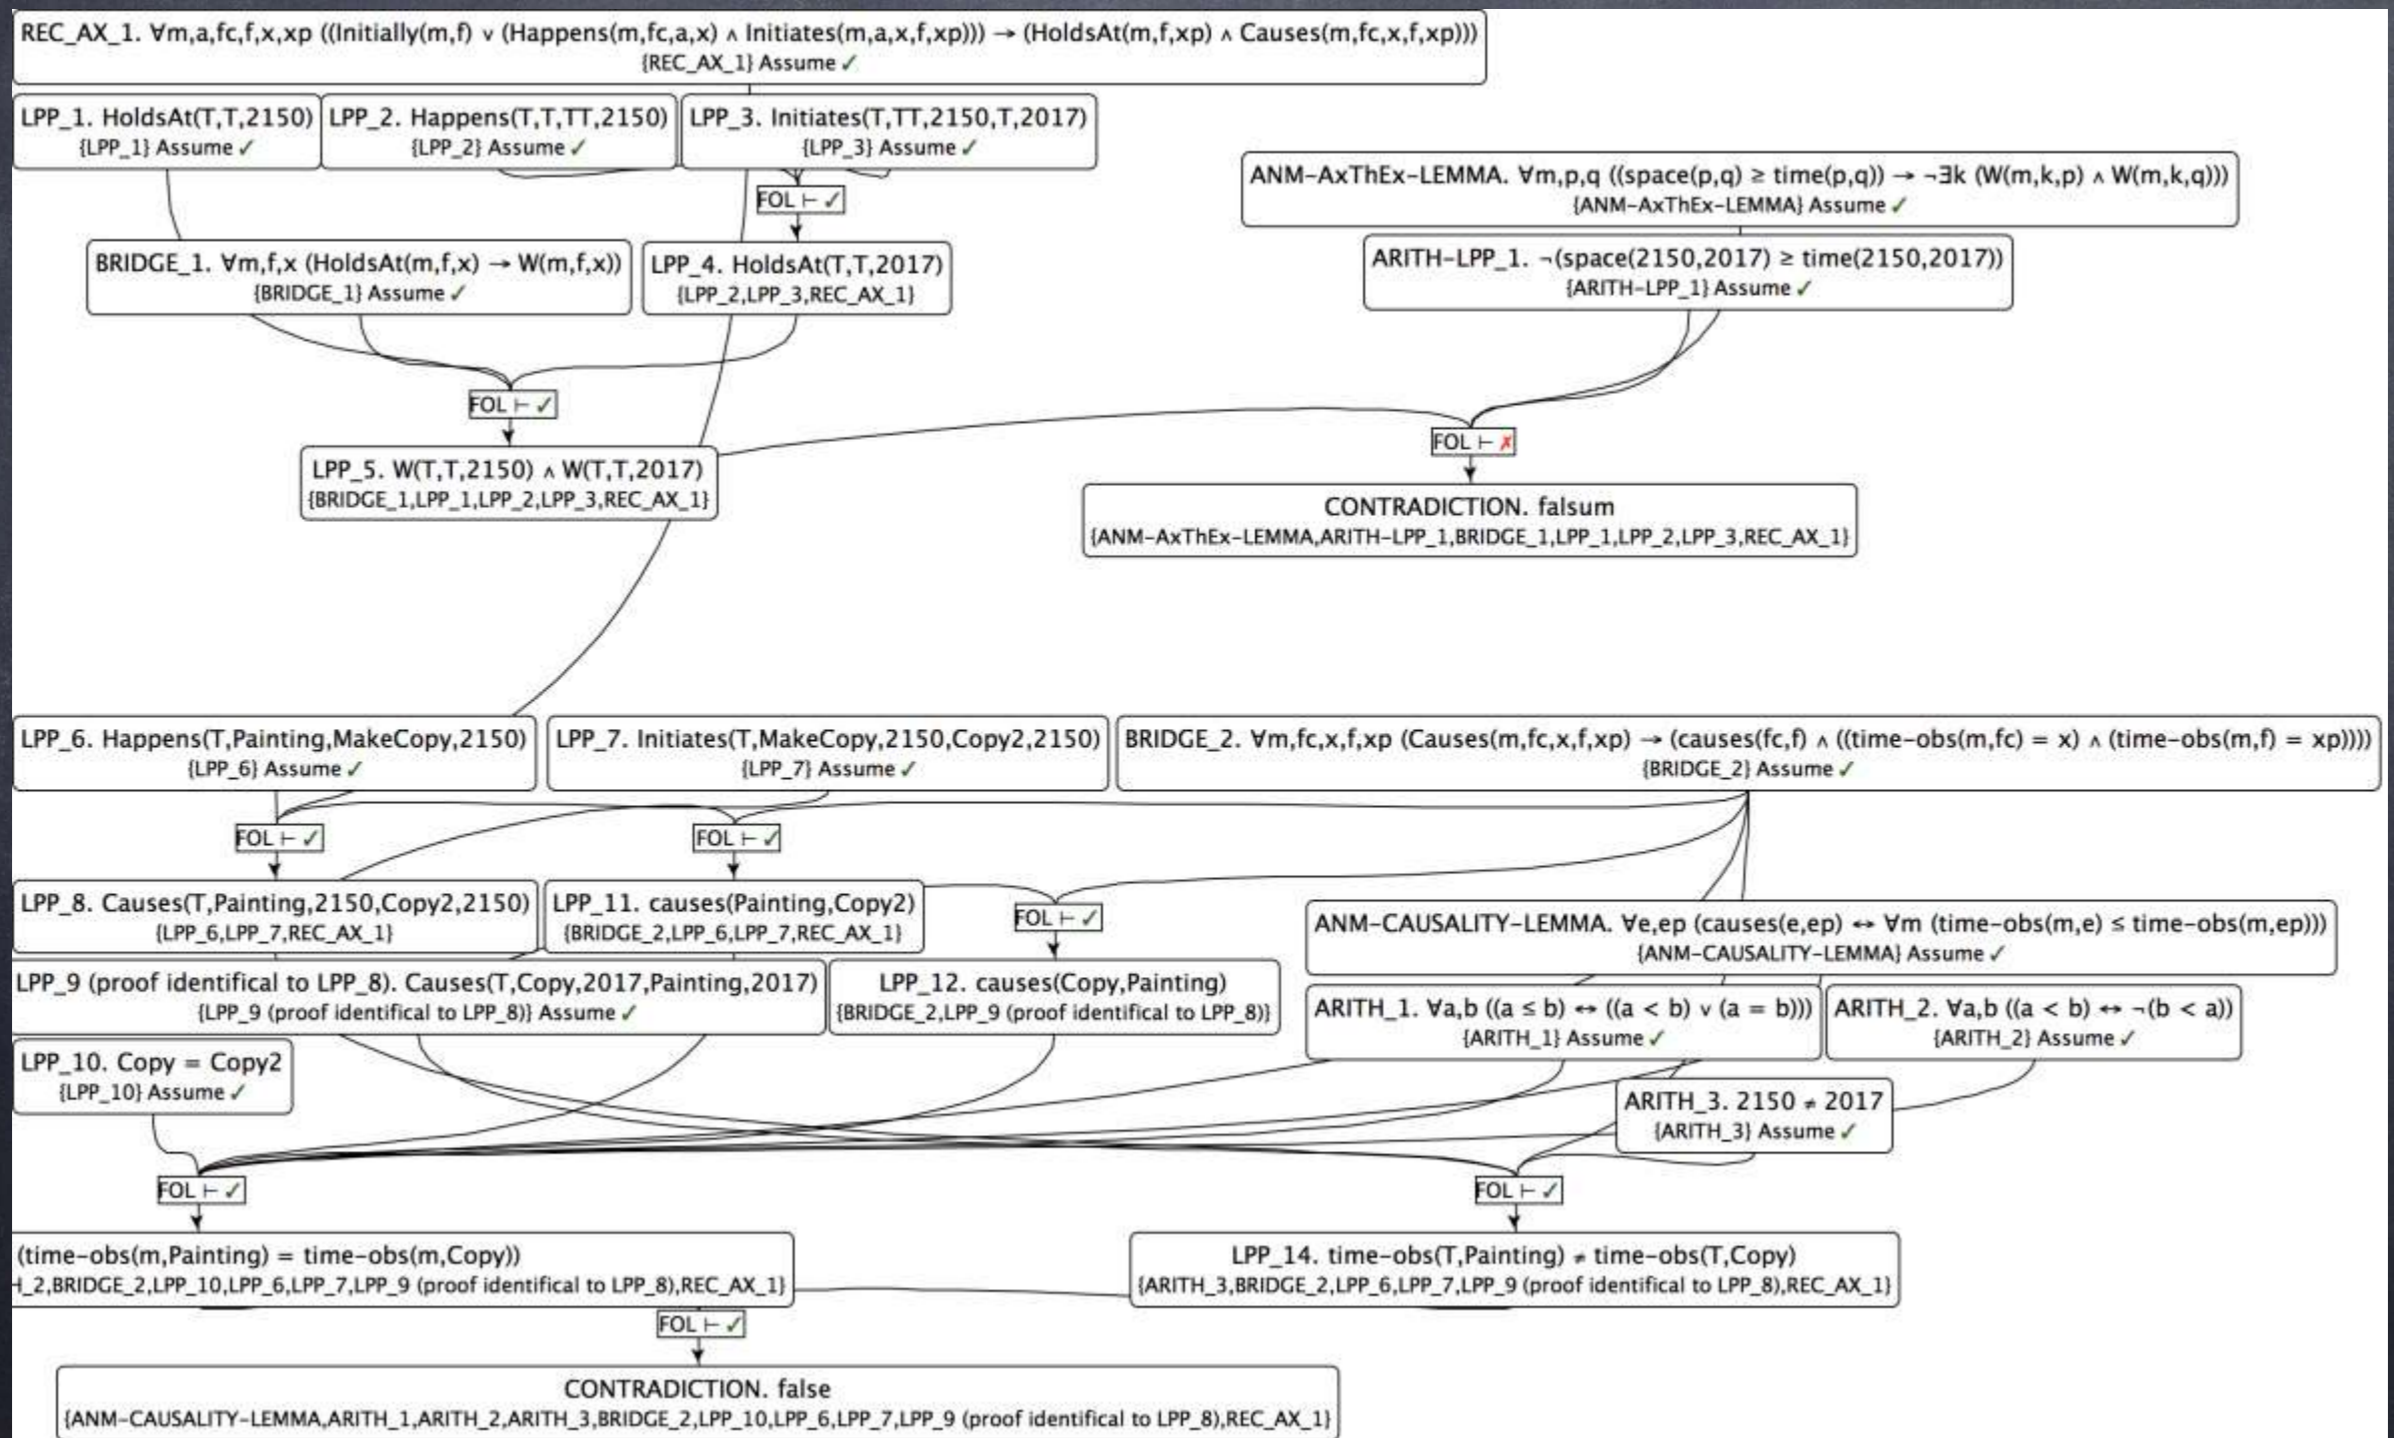 REC_AX_1. ∀m,a,fc,f,x,xp ((Initially(m,f) ∨ (Happens(m,fc,a,x) ∧ Initiates(m,a,x,f,xp))) → (HoldsAt(m,f,xp) ∧ Causes(m,fc,x,f,xp)))
{REC_AX_1} Assume ✓
LPP_1. HoldsAt(T,T,2150)
{LPP_1} Assume ✓
LPP_2. Happens(T,T,TT,2150)
{LPP_2} Assume ✓
LPP_3. Initiates(T,TT,2150,T,2017)
{LPP_3} Assume ✓
ANM-AxThEx-LEMMA. ∀m,p,q ((space(p,q) ≥ time(p,q)) → ¬∃k (W(m,k,p) ∧ W(m,k,q)))
{ANM-AxThEx-LEMMA} Assume ✓
FOL ⊢ ✓
BRIDGE_1. ∀m,f,x (HoldsAt(m,f,x) → W(m,f,x))
{BRIDGE_1} Assume ✓
LPP_4. HoldsAt(T,T,2017)
{LPP_2,LPP_3,REC_AX_1}
ARITH-LPP_1. ¬(space(2150,2017) ≥ time(2150,2017))
{ARITH-LPP_1} Assume ✓
FOL ⊢ ✓
FOL ⊢ ✗
LPP_5. W(T,T,2150) ∧ W(T,T,2017)
{BRIDGE_1,LPP_1,LPP_2,LPP_3,REC_AX_1}
CONTRADICTION. falsum
{ANM-AxThEx-LEMMA,ARITH-LPP_1,BRIDGE_1,LPP_1,LPP_2,LPP_3,REC_AX_1}
LPP_6. Happens(T,Painting,MakeCopy,2150)
{LPP_6} Assume ✓
LPP_7. Initiates(T,MakeCopy,2150,Copy2,2150)
{LPP_7} Assume ✓
BRIDGE_2. ∀m,fc,x,f,xp (Causes(m,fc,x,f,xp) → (causes(fc,f) ∧ ((time-obs(m,fc) = x) ∧ (time-obs(m,f) = xp))))
{BRIDGE_2} Assume ✓
FOL ⊢ ✓
FOL ⊢ ✓
LPP_8. Causes(T,Painting,2150,Copy2,2150)
{LPP_6,LPP_7,REC_AX_1}
LPP_11. causes(Painting,Copy2)
{BRIDGE_2,LPP_6,LPP_7,REC_AX_1}
FOL ⊢ ✓
ANM-CAUSALITY-LEMMA. ∀e,ep (causes(e,ep) ↔ ∀m (time-obs(m,e) ≤ time-obs(m,ep)))
{ANM-CAUSALITY-LEMMA} Assume ✓
LPP_9 (proof identifical to LPP_8). Causes(T,Copy,2017,Painting,2017)
{LPP_9 (proof identifical to LPP_8)} Assume ✓
LPP_12. causes(Copy,Painting)
{BRIDGE_2,LPP_9 (proof identifical to LPP_8)}
ARITH_1. ∀a,b ((a ≤ b) ↔ ((a < b) ∨ (a = b)))
{ARITH_1} Assume ✓
ARITH_2. ∀a,b ((a < b) ↔ ¬(b < a))
{ARITH_2} Assume ✓
LPP_10. Copy = Copy2
{LPP_10} Assume ✓
ARITH_3. 2150 ≠ 2017
{ARITH_3} Assume ✓
FOL ⊢ ✓
FOL ⊢ ✓
(time-obs(m,Painting) = time-obs(m,Copy))
_2,BRIDGE_2,LPP_10,LPP_6,LPP_7,LPP_9 (proof identifical to LPP_8),REC_AX_1}
LPP_14. time-obs(T,Painting) ≠ time-obs(T,Copy)
{ARITH_3,BRIDGE_2,LPP_6,LPP_7,LPP_9 (proof identifical to LPP_8),REC_AX_1}
FOL ⊢ ✓
CONTRADICTION. false
{ANM-CAUSALITY-LEMMA,ARITH_1,ARITH_2,ARITH_3,BRIDGE_2,LPP_10,LPP_6,LPP_7,LPP_9 (proof identifical to LPP_8),REC_AX_1}